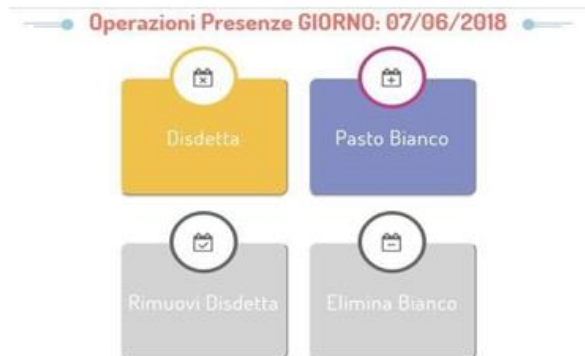 Operazioni Presenze GIORNO: 07/06/2018
Disdetta
Pasto Bianco
Rimuovi Disdetta
Elimina Bianco